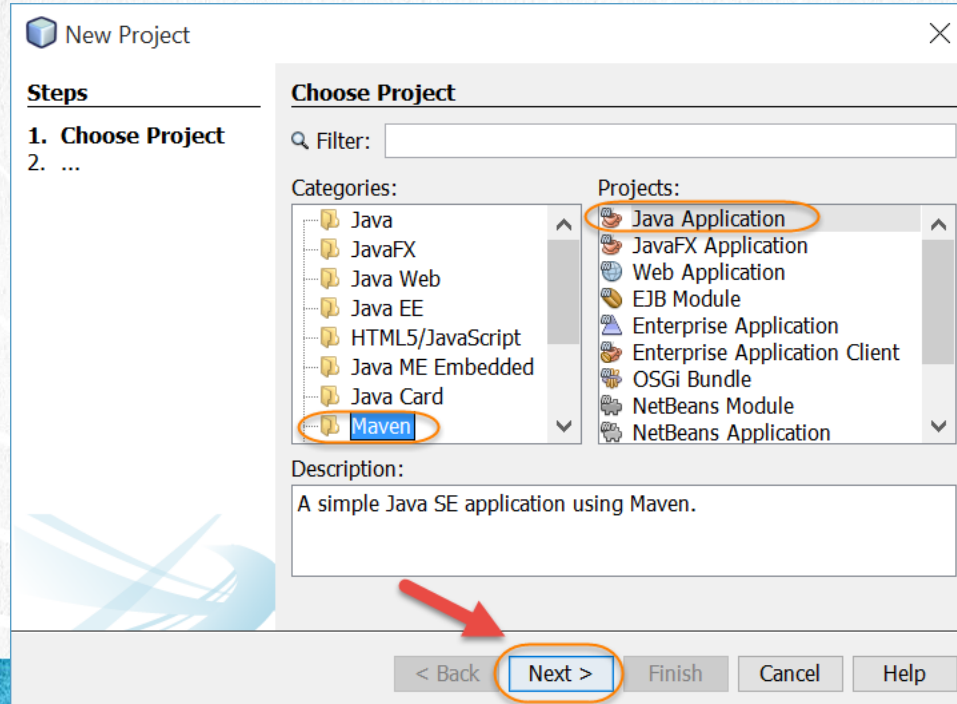 New Project
Steps
1. Choose Project
2. ...
Choose Project
Filter:
Categories:
Java
JavaFX
Java Web
Java EE
HTML5/JavaScript
Java ME Embedded
Java Card
Maven
Projects:
Java Application
JavaFX Application
Web Application
EJB Module
Enterprise Application
Enterprise Application Client
OSGi Bundle
NetBeans Module
NetBeans Application
Description:
A simple Java SE application using Maven.
< Back Next > Finish Cancel Help